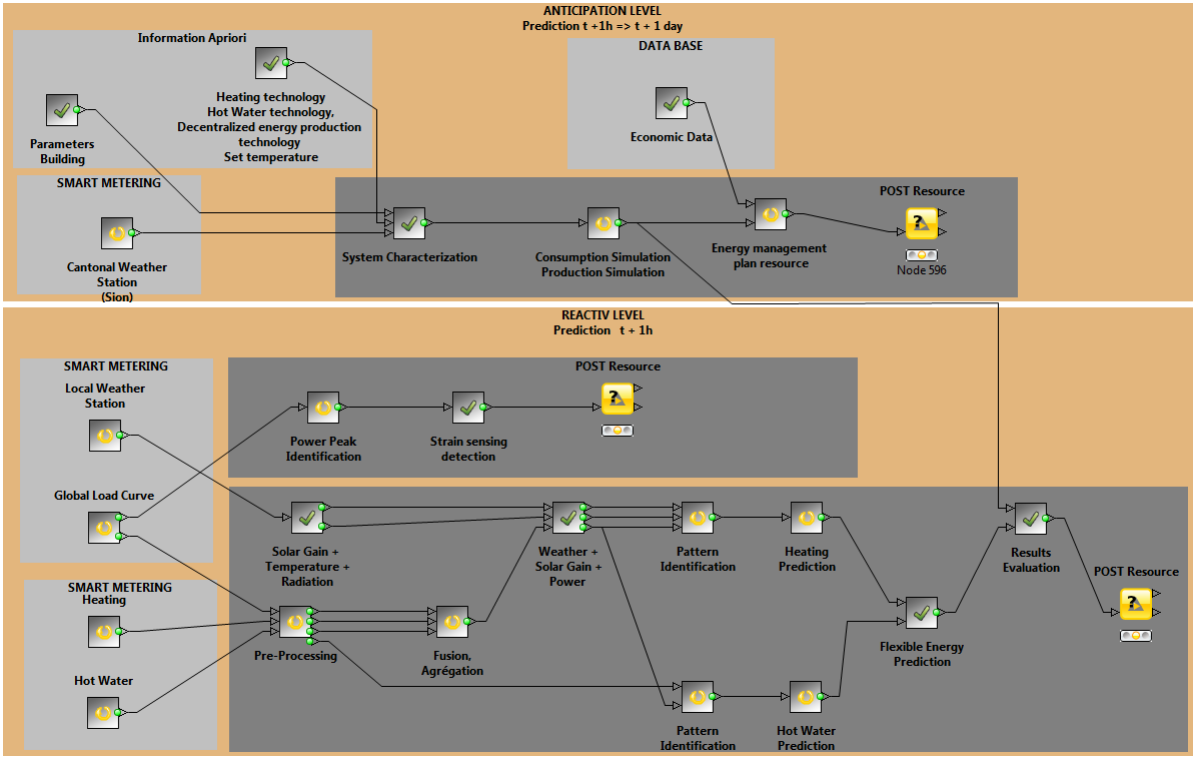 ANTICIPATION LEVEL
Prediction t +1h => t + 1 day
Information Apriori
Heating technology
Hot Water technology,
Decentralized energy production
technology
Set temperature
Parameters
Building
DATA BASE
Economic Data
SMART METERING
Cantonal Weather
Station
(Sion)
System Characterization
Consumption Simulation
Production Simulation
Energy management
plan resource
POST Resource
?
Node 596
REACTIV LEVEL
Prediction t + 1h
SMART METERING
Local Weather
Station
Global Load Curve
POST Resource
?
Power Peak
Identification
Strain sensing
detection
SMART METERING
Heating
Hot Water
Solar Gain +
Temperature +
Radiation
Weather +
Solar Gain +
Power
Pattern
Identification
Heating
Prediction
Results
Evaluation
POST Resource
?
Pre-Processing
Fusion,
Agrégation
Flexible Energy
Prediction
Pattern
Identification
Hot Water
Prediction